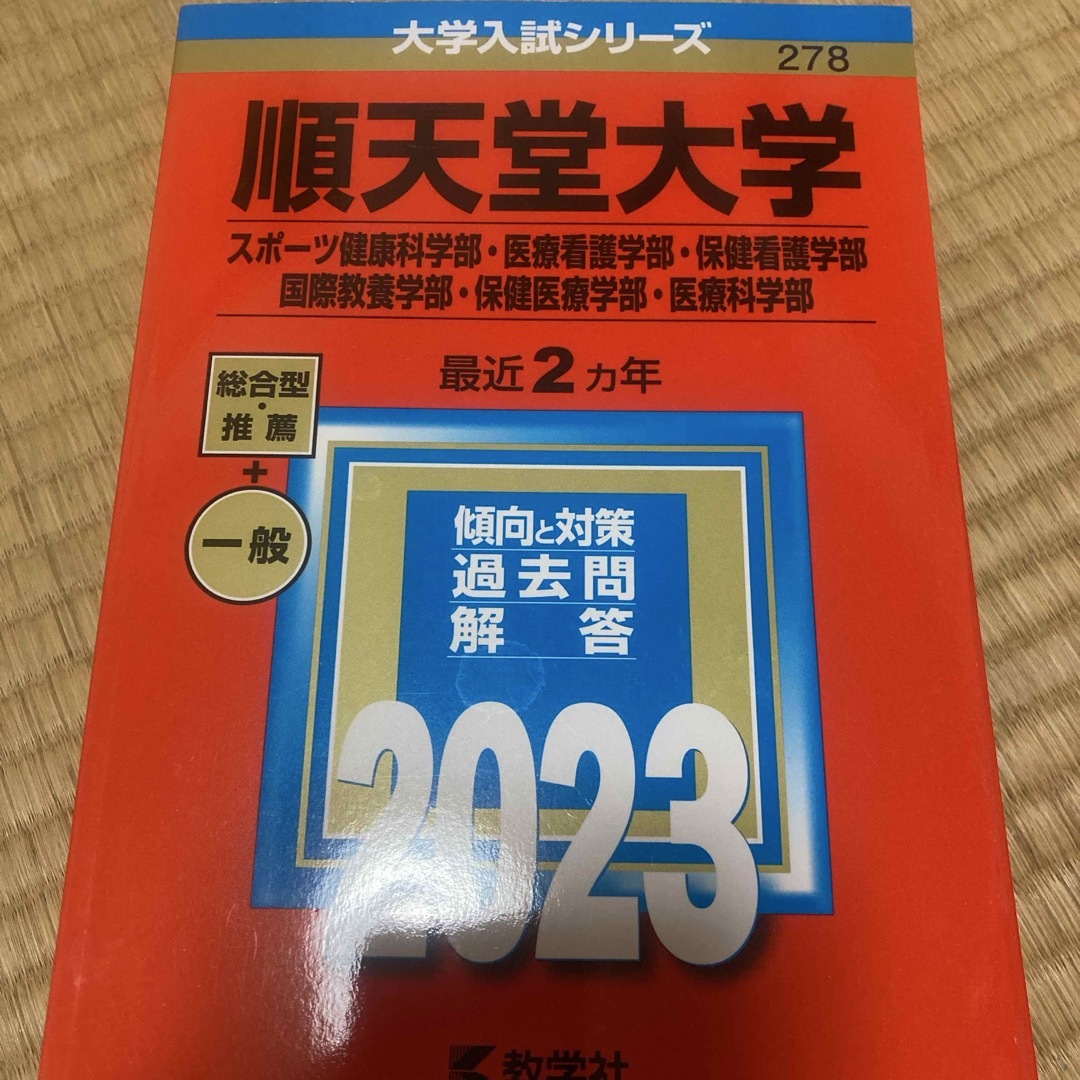 大学入試シリーズ
278
順天堂大学
スポーツ健康科学部・医療看護学部・保健看護学部
国際教養学部・保健医療学部・医療科学部
最近2ヵ年
総合型
・
推薦
+
一般
傾向と対策
過去問
解答
2023
教学社